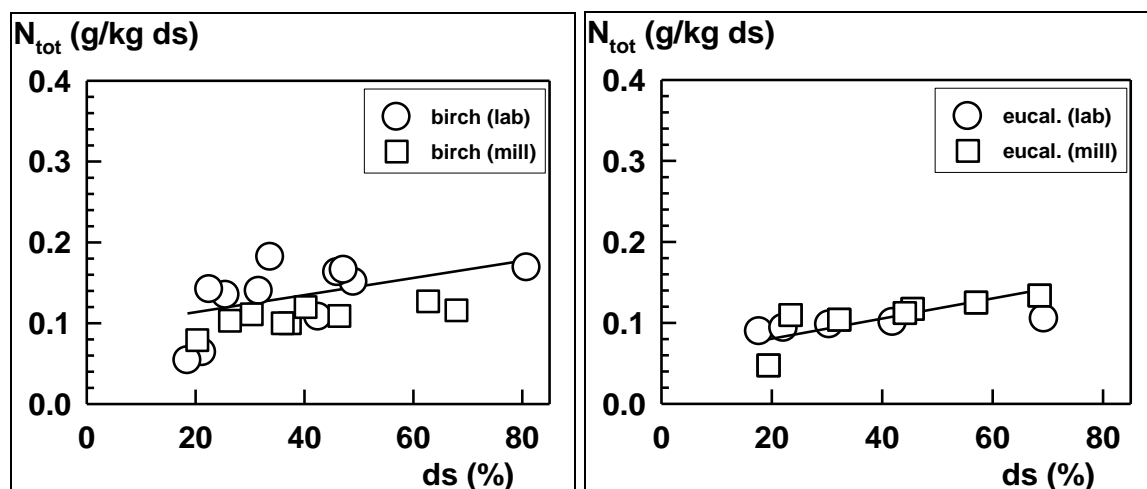 N_tot (g/kg ds)
0.4
0.3
0.2
0.1
0.0
birch (lab)
birch (mill)
0 20 40 60 80
ds (%)
N_tot (g/kg ds)
0.4
0.3
0.2
0.1
0.0
eucal. (lab)
eucal. (mill)
0 20 40 60 80
ds (%)